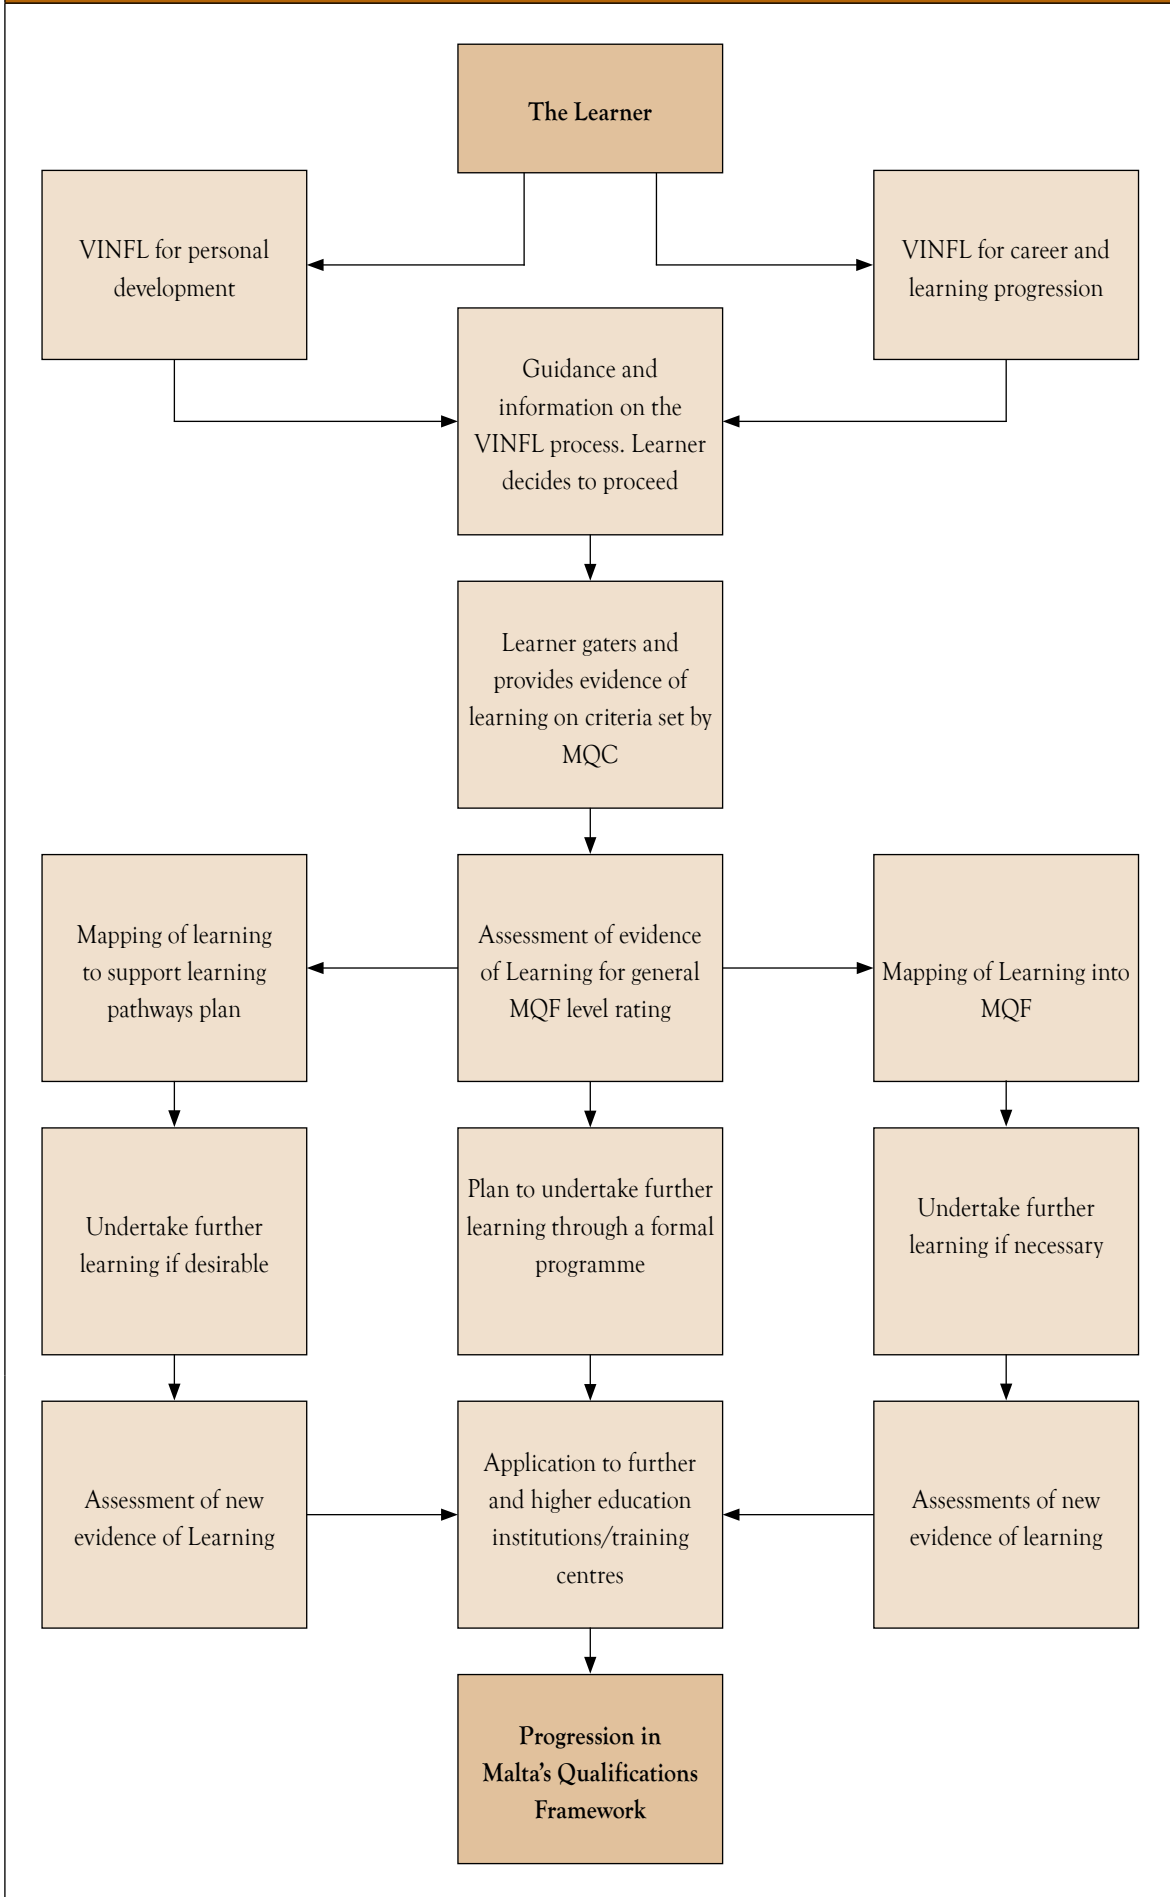 The Learner
VINFL for personal
development
VINFL for career and
learning progression
Guidance and
information on the
VINFL process. Learner
decides to proceed
Learner gaters and
provides evidence of
learning on criteria set by
MQC
Mapping of learning
to support learning
pathways plan
Assessment of evidence
of Learning for general
MQF level rating
Mapping of Learning into
MQF
Undertake further
learning if desirable
Plan to undertake further
learning through a formal
programme
Undertake further
learning if necessary
Assessment of new
evidence of Learning
Application to further
and higher education
institutions/training
centres
Assessments of new
evidence of learning
Progression in
Malta’s Qualifications
Framework